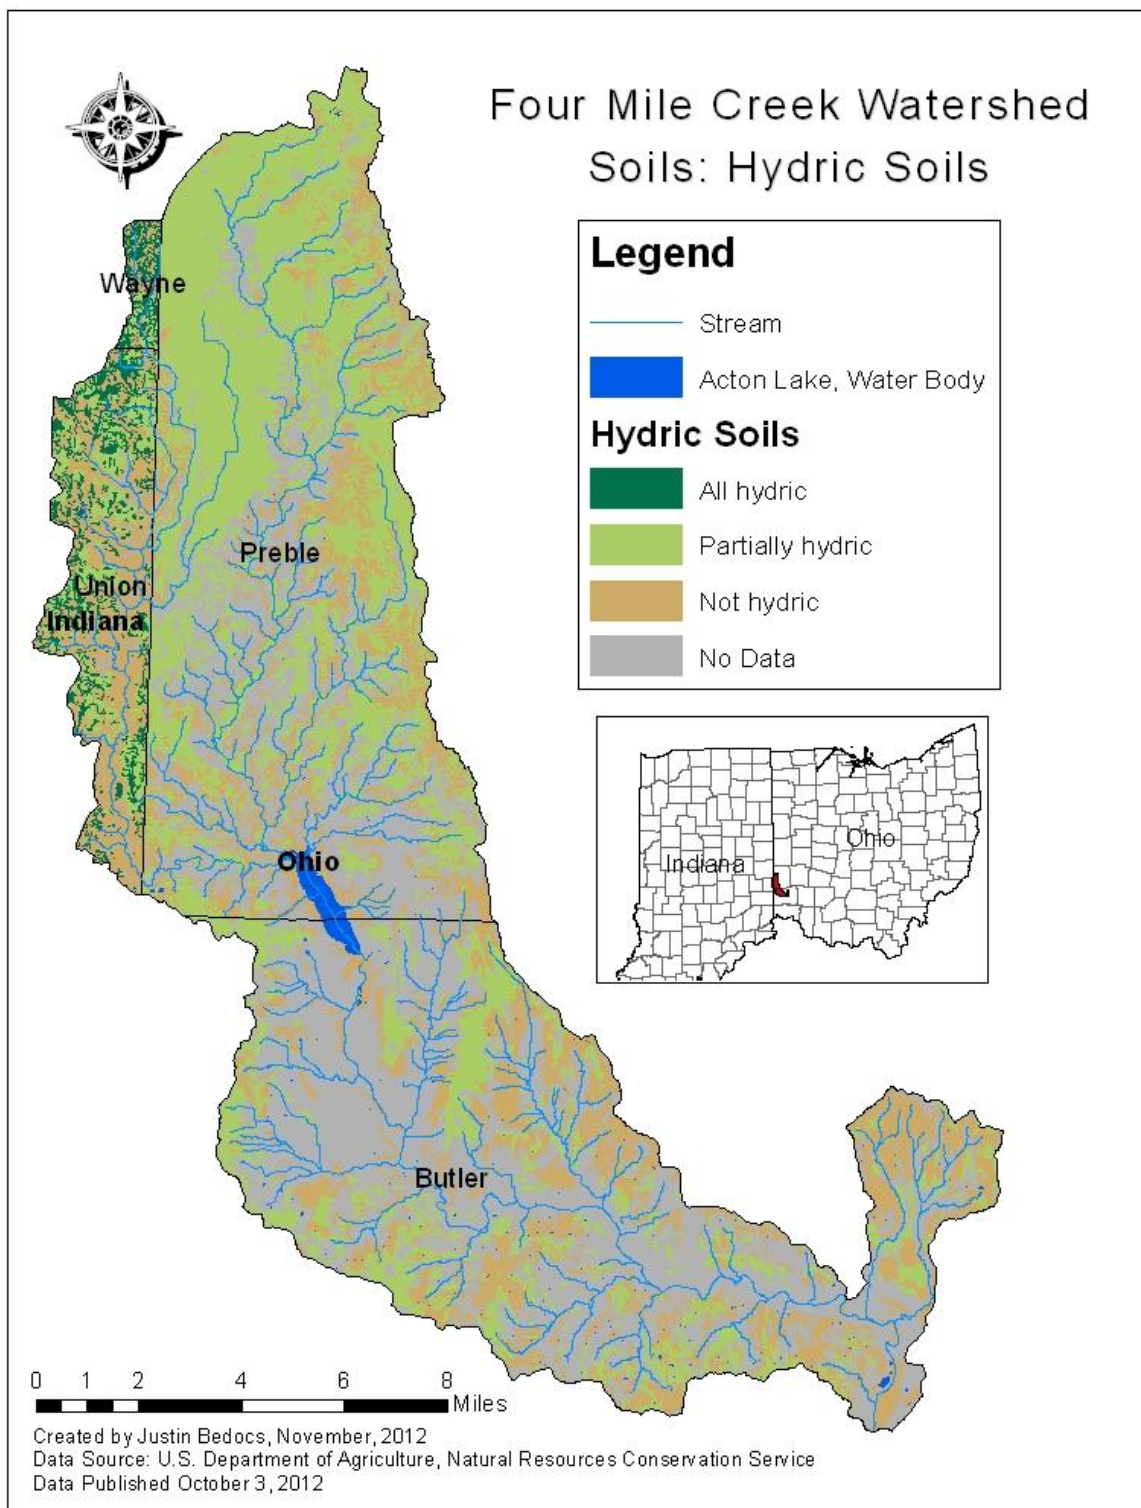 Four Mile Creek Watershed
Soils: Hydric Soils
Legend
Stream
Acton Lake, Water Body
Hydric Soils
All hydric
Partially hydric
Not hydric
No Data
Wayne
Preble
Union
Indiana
Ohio
Butler
Indiana
Ohio
0 1 2 4 6 8
Miles
Created by Justin Bedocs, November, 2012
Data Source: U.S. Department of Agriculture, Natural Resources Conservation Service
Data Published October 3, 2012